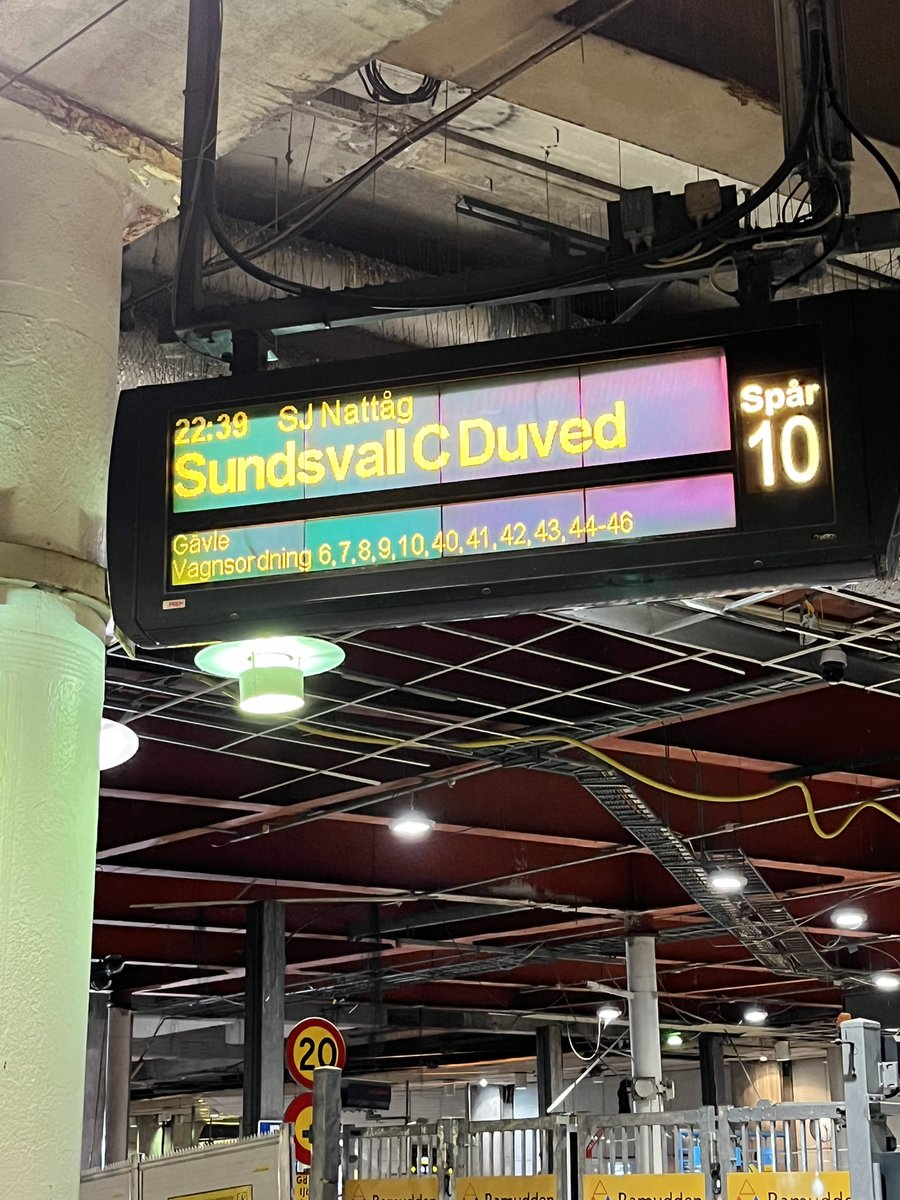 22:39 SJ Nattåg
Sundsvall C Duved
Spår
10
Gävle
Vagnsordning 6,7,8,9,10,40,41,42,43,44-46
20
Ramudden
Ramudden
Ramudden
Ramudden